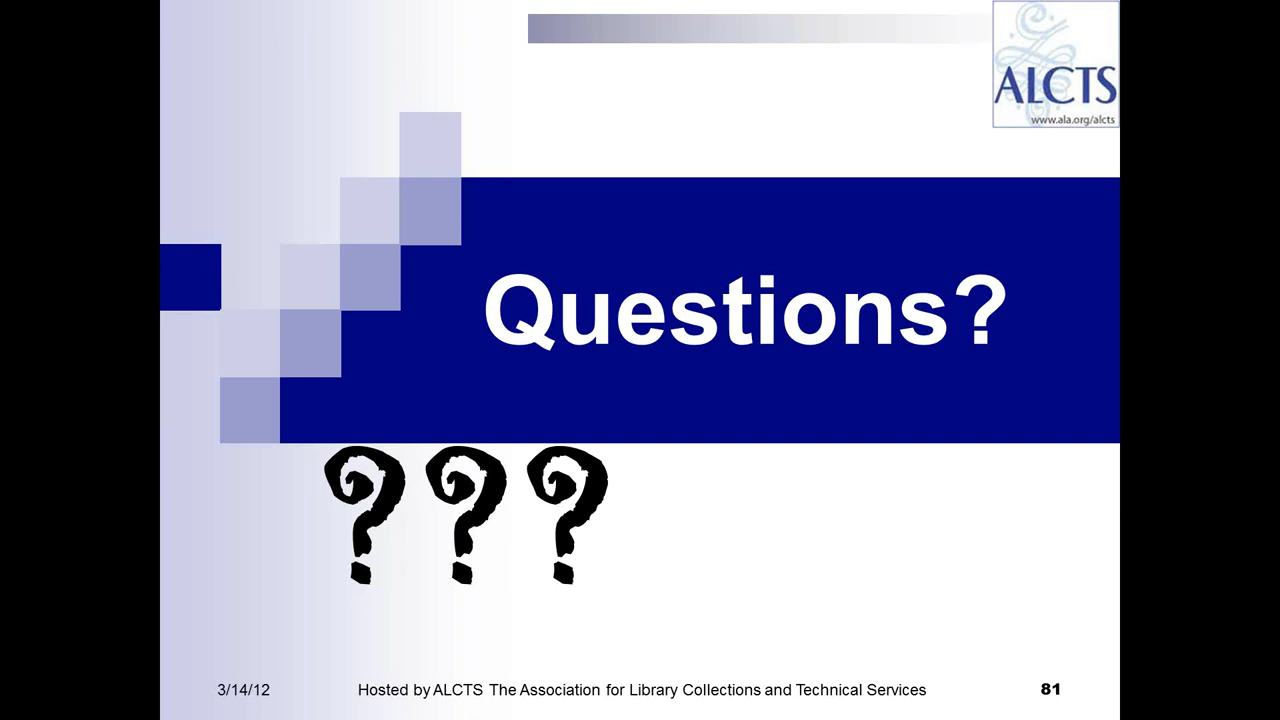 ALCTS
www.ala.org/alcts
Questions?
? ? ?
3/14/12 Hosted by ALCTS The Association for Library Collections and Technical Services 81